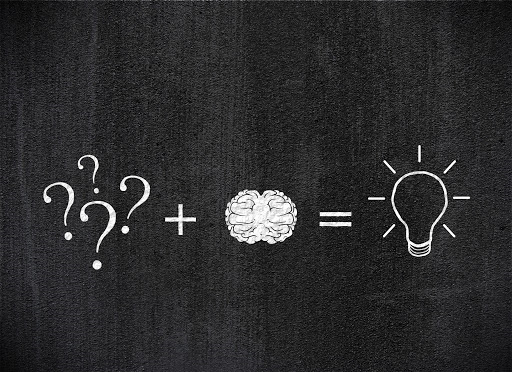 ? ? ? ? + =